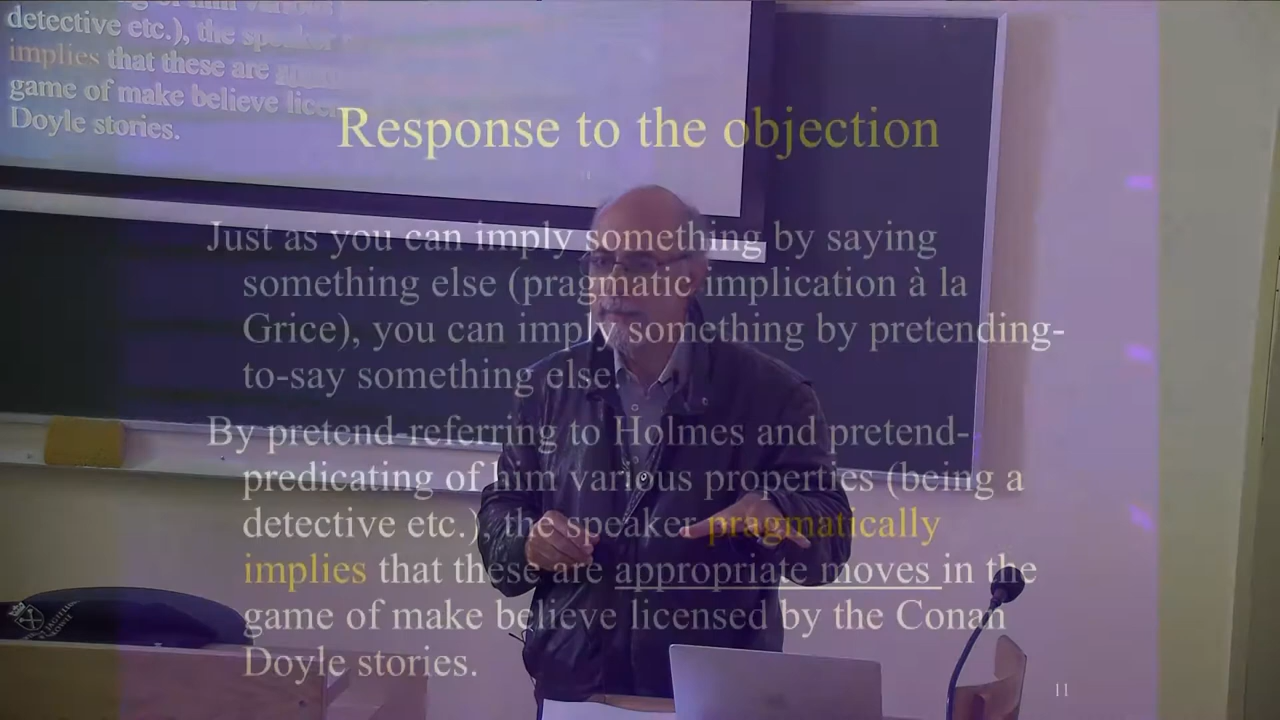 detective etc.), the speaker
implies that these are
game of make believe
Doyle stories.
Response to the objection
11
Just as you can imply something by saying
something else (pragmatic implication à la
Grice), you can imply something by pretending-
to-say something else.
By pretend-referring to Holmes and pretend-
predicating of him various properties (being a
detective etc.), the speaker pragmatically
implies that these are appropriate moves in the
game of make believe licensed by the Conan
Doyle stories.
11